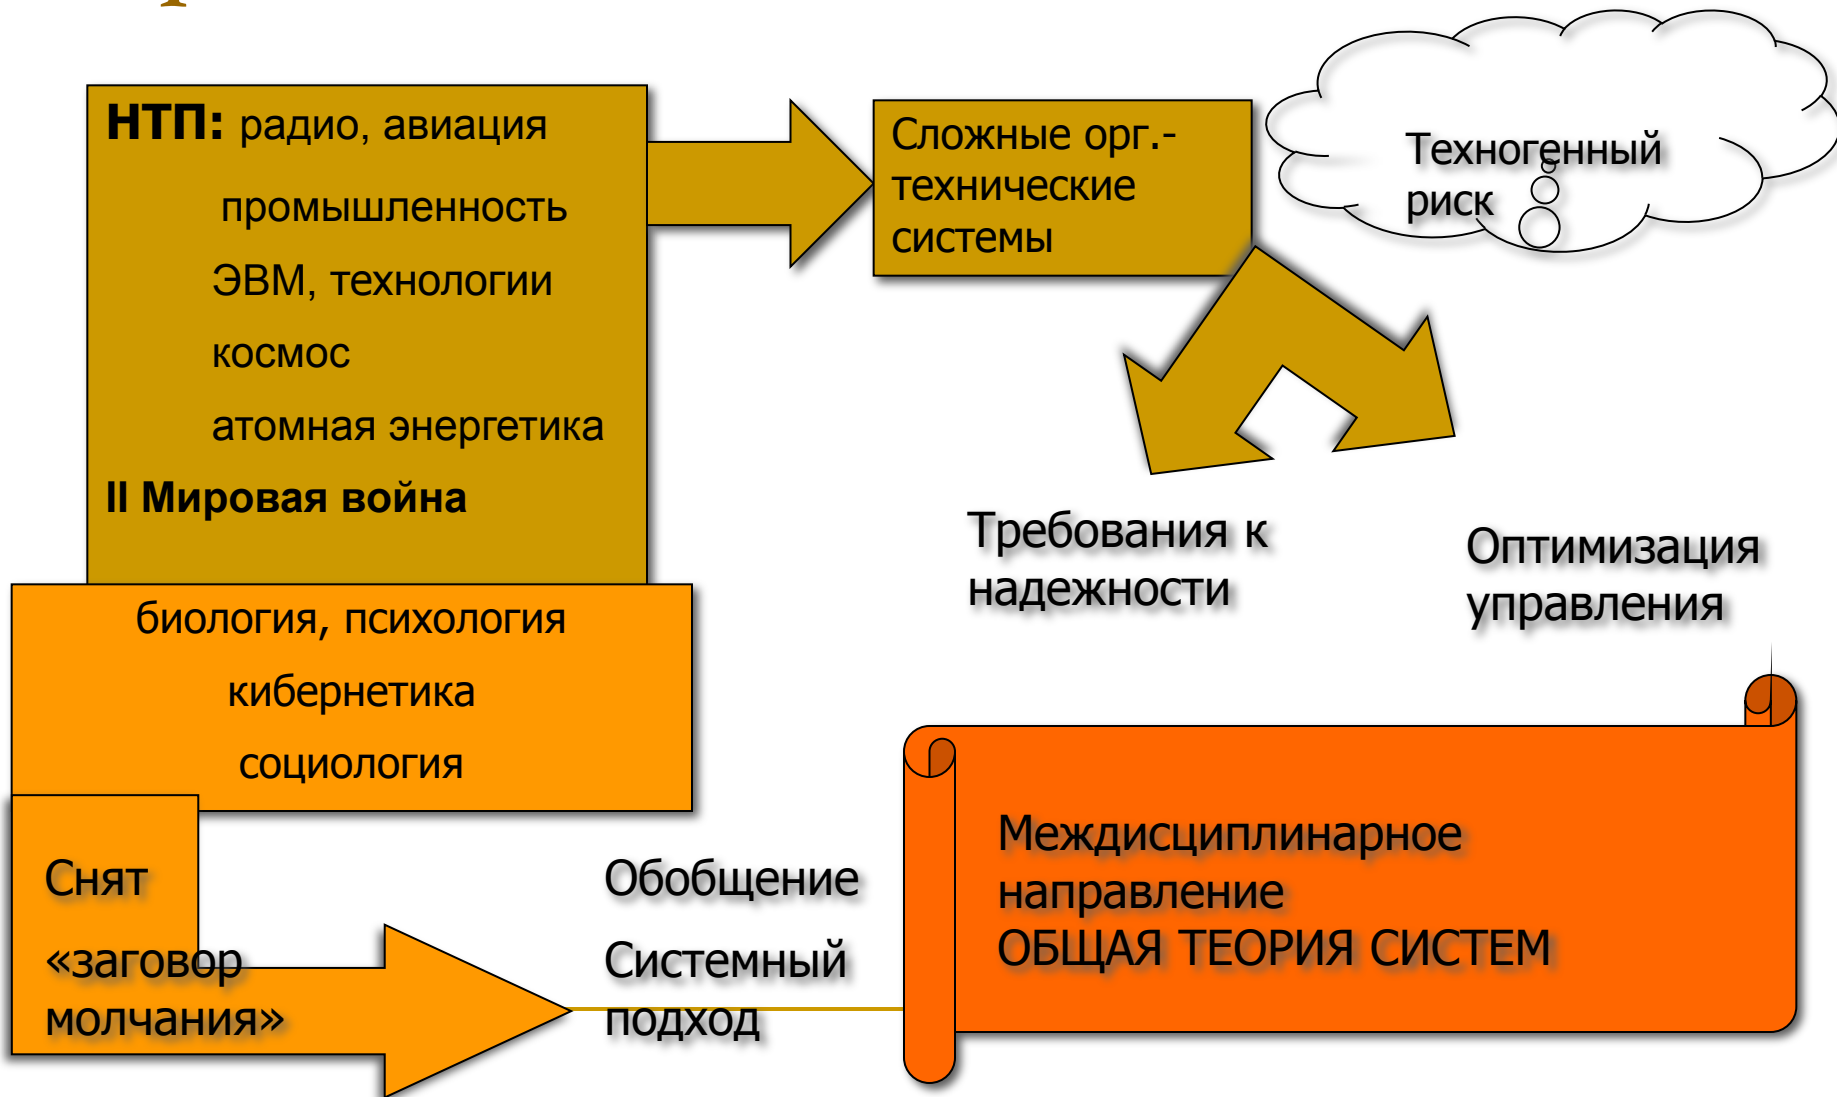 НТП: радио, авиация
промышленность
ЭВМ, технологии
космос
атомная энергетика
II Мировая война
биология, психология
кибернетика
социология
Снят
«заговор
молчания»
Обобщение
Системный
подход
Сложные орг.-
технические
системы
Техногенный
риск
Требования к
надежности
Оптимизация
управления
Междисциплинарное
направление
ОБЩАЯ ТЕОРИЯ СИСТЕМ